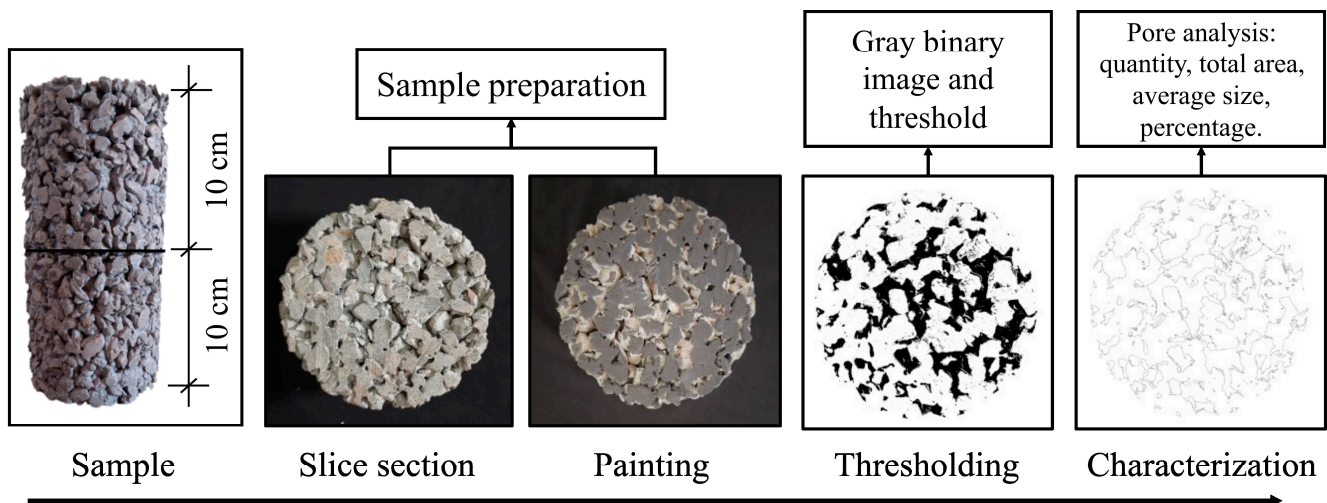 10 cm
10 cm
Sample preparation
Gray binary
image and
threshold
Pore analysis:
quantity, total area,
average size,
percentage.
Sample
Slice section
Painting
Thresholding
Characterization